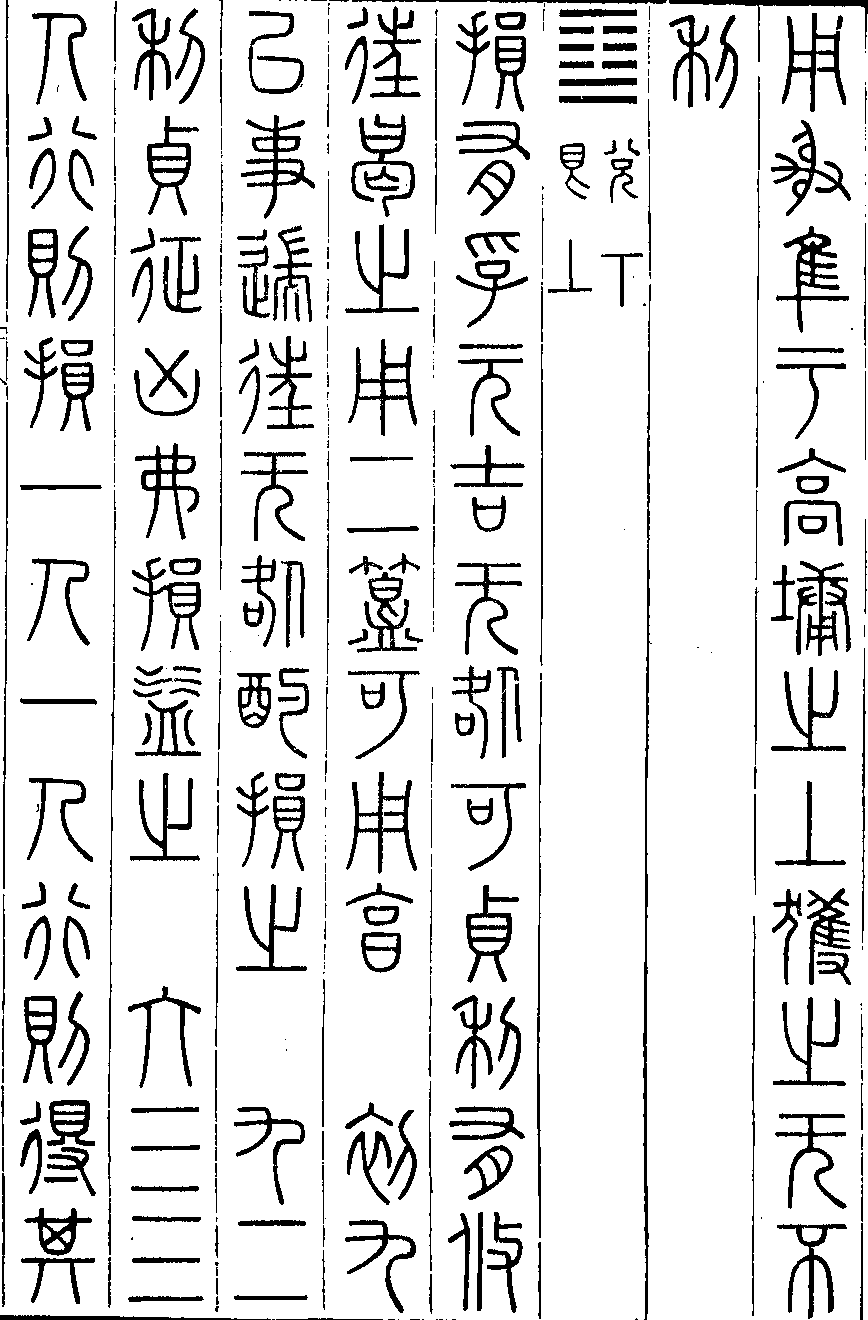 用射隼于高墉之上獲之无不
利
䷨ 兌下艮上
損有孚元吉无咎可貞利有攸
往曷之用二簋可用享 初九
已事遄往无咎酌損之 九二
利貞征凶弗損益之 六三三
人行則損一人一人行則得其